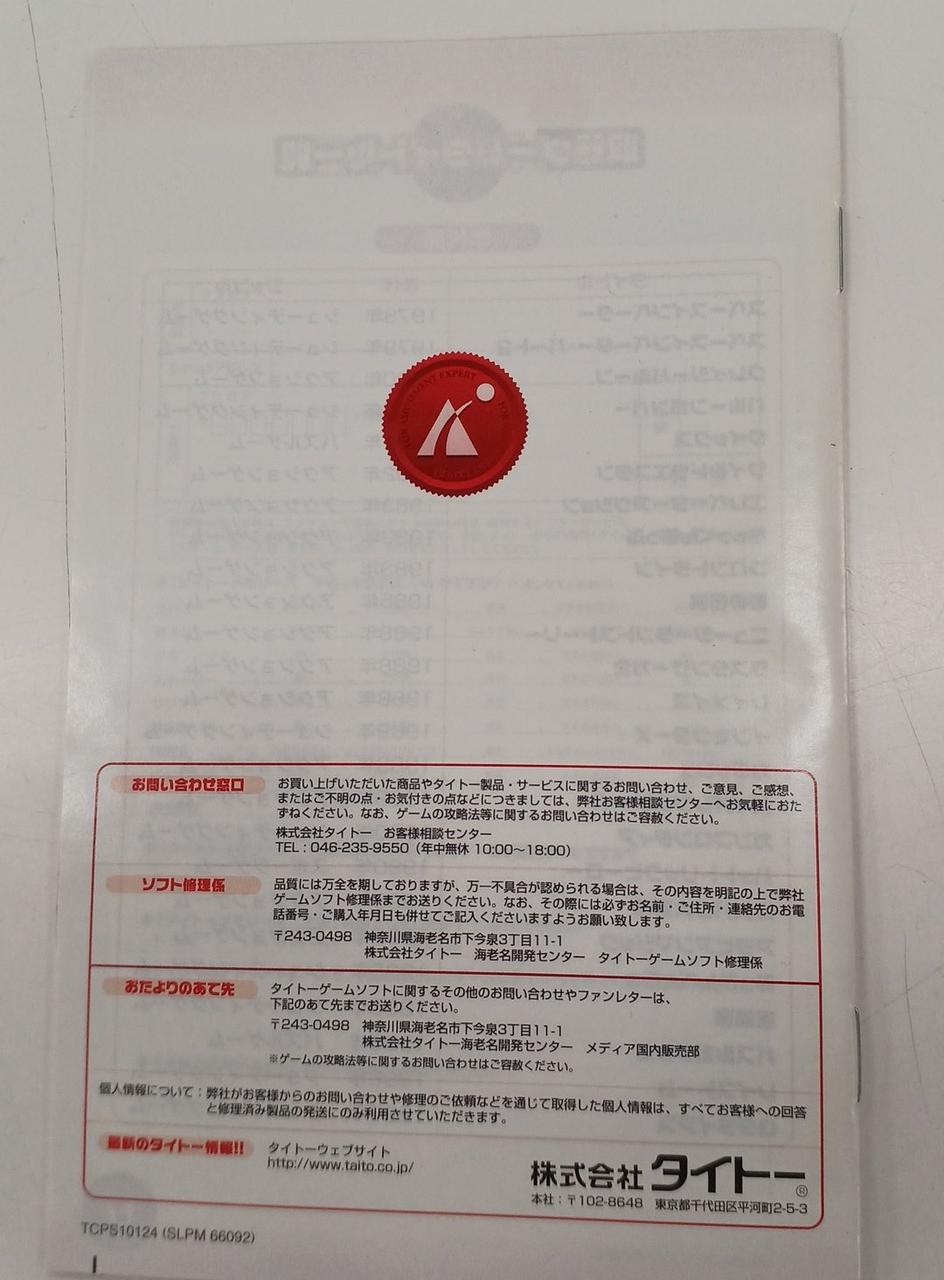 AMUSEMENT EXPERT
FOR
お問い合わせ窓口
お買い上げいただいた商品やタイトー製品・サービスに関するお問い合わせ、ご意見、ご感想、
またはご不明の点・お気付きの点などにつきましては、弊社お客様相談センターへお気軽におた
ずねください。なお、ゲームの攻略法等に関するお問い合わせはご容赦ください。
株式会社タイトー お客様相談センター
TEL：046-235-9550（年中無休 10:00〜18:00）
ソフト修理係
品質には万全を期しておりますが、万一不具合が認められる場合は、その内容を明記の上で弊社
ゲームソフト修理係までお送りください。なお、その際には必ずお名前・ご住所・連絡先のお電
話番号・ご購入年月日も併せてご記入くださいますようお願い致します。
〒243-0498 神奈川県海老名市下今泉3丁目11-1
株式会社タイトー 海老名開発センター タイトーゲームソフト修理係
おたよりのあて先
タイトーゲームソフトに関するその他のお問い合わせやファンレターは、
下記のあて先までお送りください。
〒243-0498 神奈川県海老名市下今泉3丁目11-1
株式会社タイトー海老名開発センター メディア国内販売部
※ゲームの攻略法等に関するお問い合わせはご容赦ください。
個人情報について：弊社がお客様からのお問い合わせや修理のご依頼などを通じて取得した個人情報は、すべてお客様への回答
と修理済み製品の発送にのみ利用させていただきます。
最新のタイトー情報!!
タイトーウェブサイト
http://www.taito.co.jp/
株式会社 タイトー®
本社：〒102-8648 東京都千代田区平河町2-5-3
TCPS10124 (SLPM 66092)